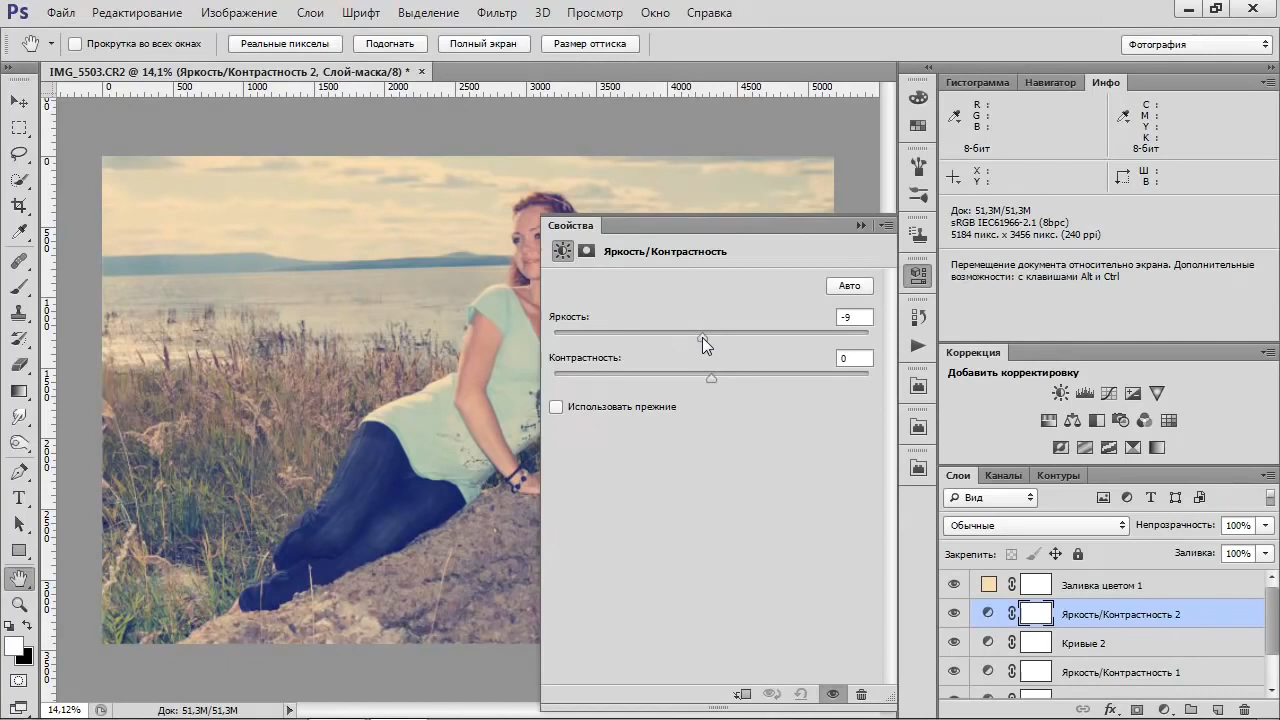 Ps Файл Редактирование Изображение Слои Шрифт Выделение Фильтр 3D Просмотр Окно Справка
Прокрутка во всех окнах Реальные пикселы Подогнать Полный экран Размер оттиска Фотография
IMG_5503.CR2 @ 14,1% (Яркость/Контрастность 2, Слой-маска/8) * ×
0 500 1000 1500 2000 2500 3000 3500 4000 4500 5000
Гистограмма Навигатор Инфо
R : C :
G : M :
B : Y :
K :
8-бит 8-бит
X : Ш :
Y : В :
Док: 51,3M/51,3M
sRGB IEC61966-2.1 (8bpc)
5184 пикс. x 3456 пикс. (240 ppi)
Перемещение документа относительно экрана. Дополнительные
возможности: с клавишами Alt и Ctrl
Свойства
Яркость/Контрастность
Авто
Яркость: -9
Контрастность: 0
Использовать прежние
Коррекция
Добавить корректировку
Слои Каналы Контуры
Вид
Обычные Непрозрачность: 100%
Закрепить: Заливка: 100%
Заливка цветом 1
Яркость/Контрастность 2
Кривые 2
Яркость/Контрастность 1
fx
14,12% Док: 51,3M/51,3M